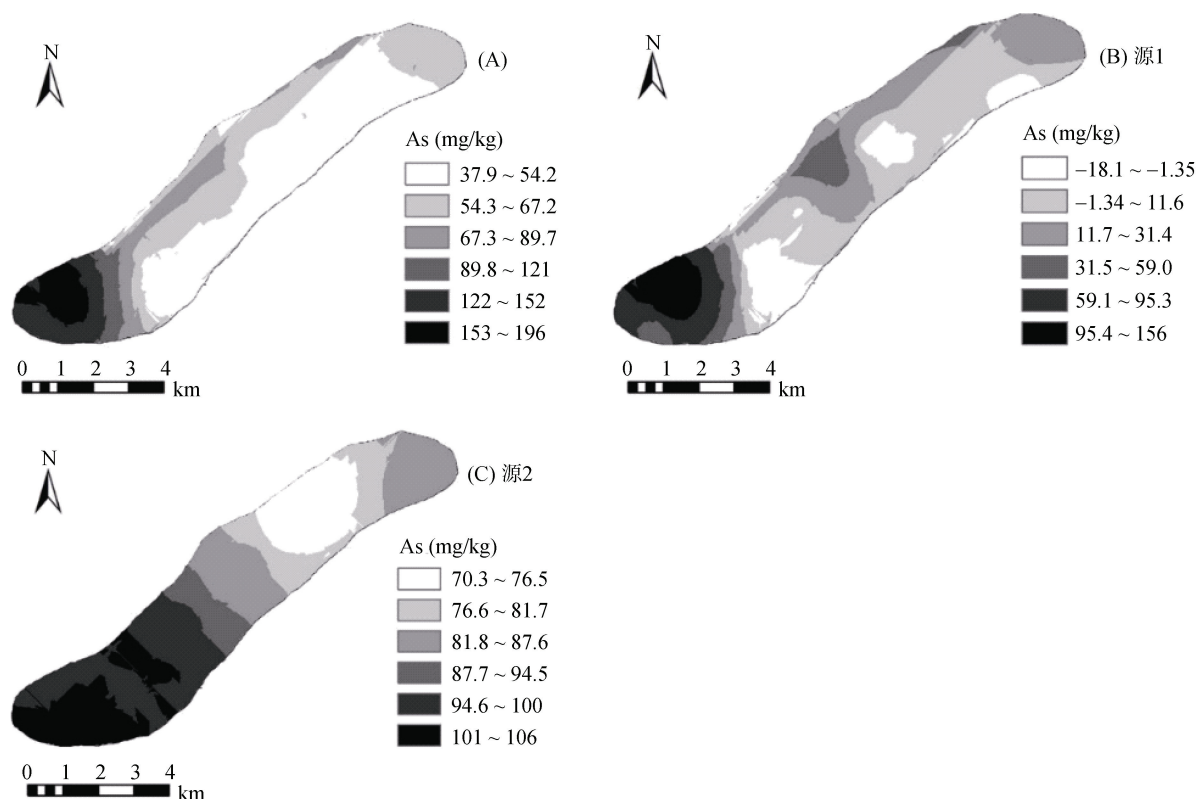 N
(A)
As (mg/kg)
37.9 ~ 54.2
54.3 ~ 67.2
67.3 ~ 89.7
89.8 ~ 121
122 ~ 152
153 ~ 196
0 1 2 3 4
km
N
(B) 源1
As (mg/kg)
−18.1 ~ −1.35
−1.34 ~ 11.6
11.7 ~ 31.4
31.5 ~ 59.0
59.1 ~ 95.3
95.4 ~ 156
0 1 2 3 4
km
N
(C) 源2
As (mg/kg)
70.3 ~ 76.5
76.6 ~ 81.7
81.8 ~ 87.6
87.7 ~ 94.5
94.6 ~ 100
101 ~ 106
0 1 2 3 4
km